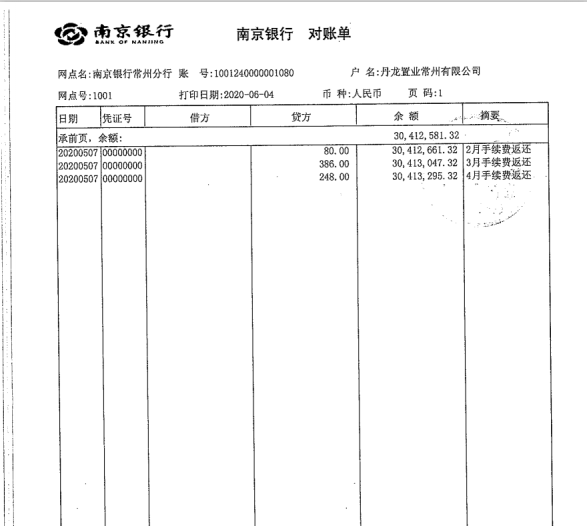 南京银行
BANK OF NANJING
南京银行 对账单
网点名:南京银行常州分行 账 号:1001240000001080 户 名:丹龙置业常州有限公司
网点号:1001 打印日期:2020-06-04 币 种:人民币 页 码:1
日期 凭证号 借方 贷方 余 额 摘要
承前页，余额: 30,412,581.32
20200507 00000000 80.00 30,412,661.32 2月手续费返还
20200507 00000000 386.00 30,413,047.32 3月手续费返还
20200507 00000000 248.00 30,413,295.32 4月手续费返还